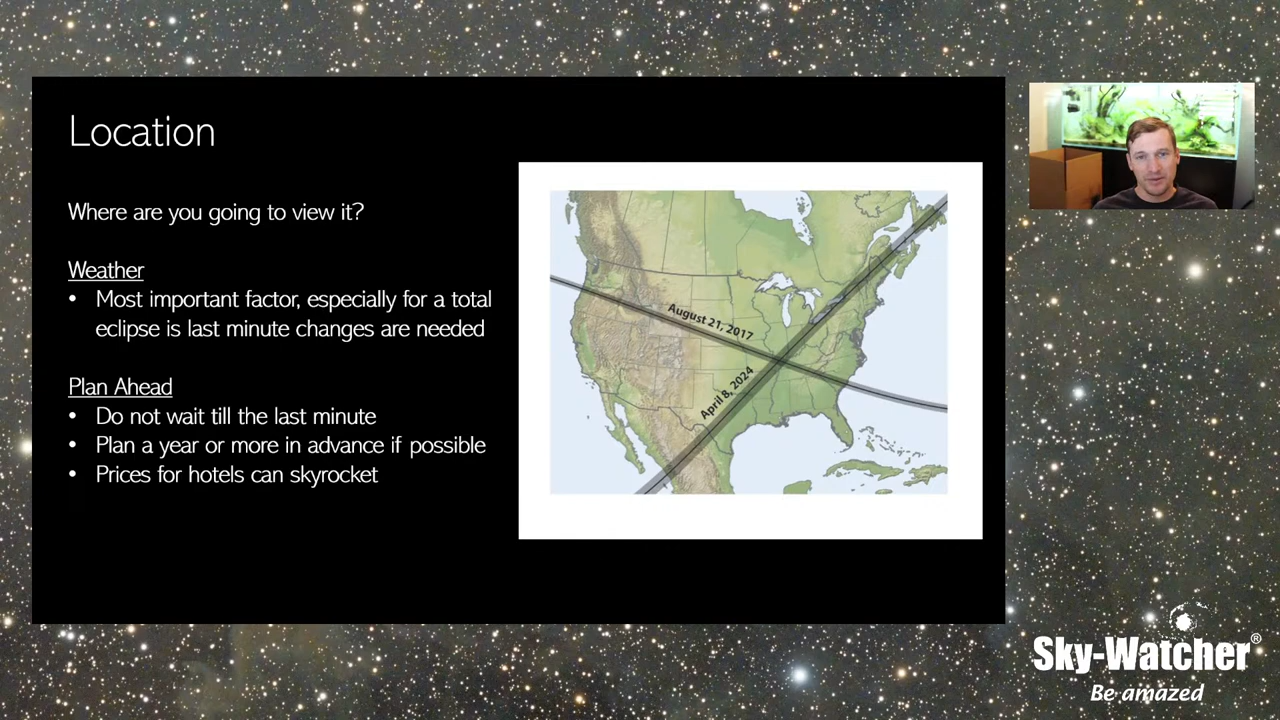 Location
Where are you going to view it?
Weather
• Most important factor, especially for a total
eclipse is last minute changes are needed
Plan Ahead
• Do not wait till the last minute
• Plan a year or more in advance if possible
• Prices for hotels can skyrocket
August 21, 2017
April 8, 2024
Sky-Watcher®
Be amazed